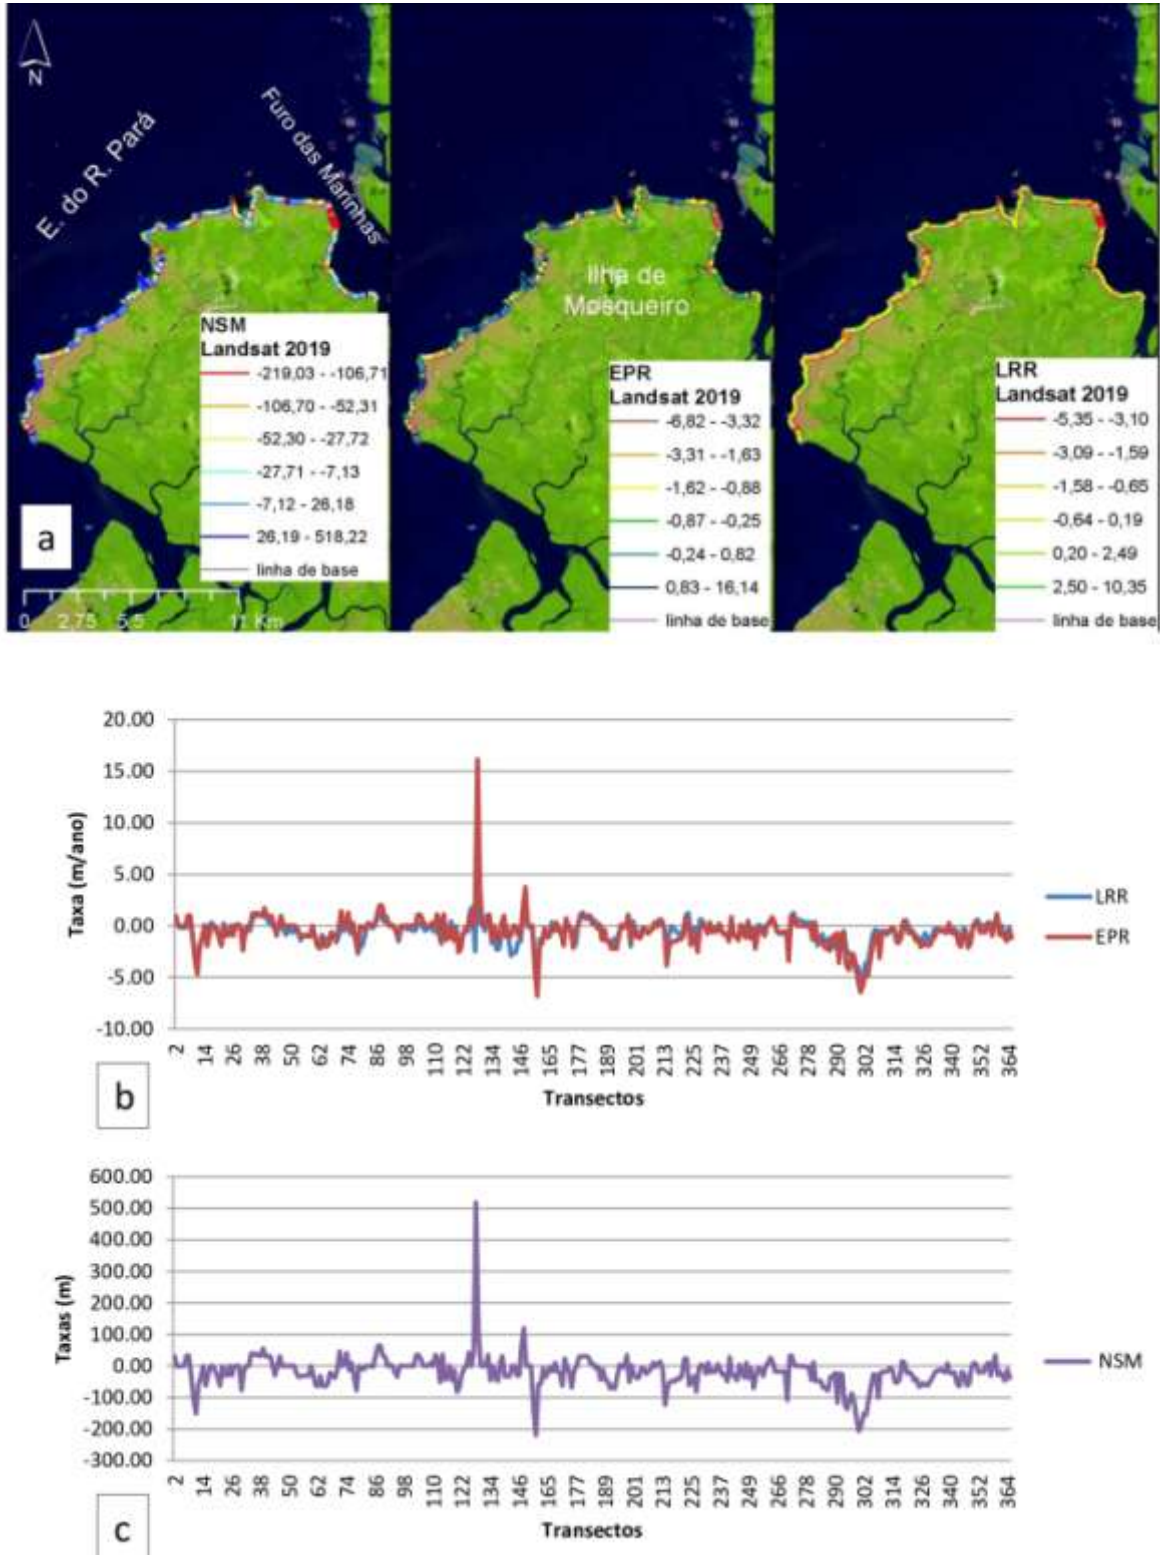 N
E. do R. Pará
Furo das Marinhas
Ilha de
Mosqueiro
NSM
Landsat 2019
-219,03 - -106,71
-106,70 - -52,31
-52,30 - -27,72
-27,71 - -7,13
-7,12 - 26,18
26,19 - 518,22
linha de base
a
0 2,75 5,5 11 Km
EPR
Landsat 2019
-6,82 - -3,32
-3,31 - -1,63
-1,62 - -0,88
-0,87 - -0,25
-0,24 - 0,82
0,83 - 16,14
linha de base
LRR
Landsat 2019
-5,35 - -3,10
-3,09 - -1,59
-1,58 - -0,65
-0,64 - 0,19
0,20 - 2,49
2,50 - 10,35
linha de base
20.00
15.00
10.00
5.00
0.00
-5.00
-10.00
Taxa (m/ano)
LRR
EPR
2 14 26 38 50 62 74 86 98 110 122 134 146 165 177 189 201 213 225 237 249 266 278 290 302 314 326 340 352 364
Transectos
b
600.00
500.00
400.00
300.00
200.00
100.00
0.00
-100.00
-200.00
-300.00
Taxas (m)
NSM
2 14 26 38 50 62 74 86 98 110 122 134 146 165 177 189 201 213 225 237 249 266 278 290 302 314 326 340 352 364
Transectos
c